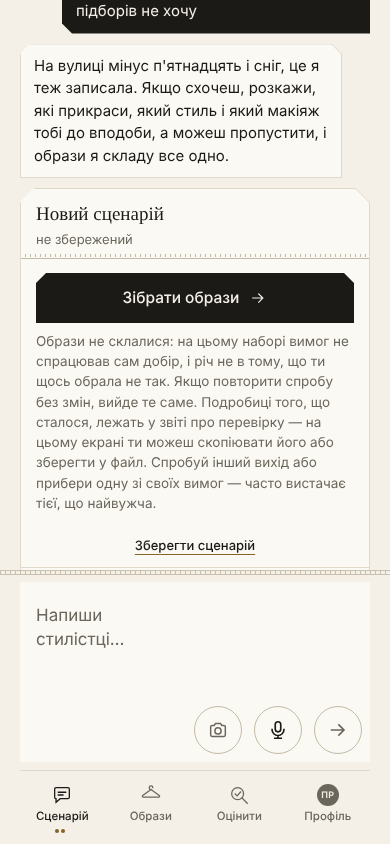 підборів не хочу
На вулиці мінус п'ятнадцять і сніг, це я
теж записала. Якщо схочеш, розкажи,
які прикраси, який стиль і який макіяж
тобі до вподоби, а можеш пропустити, і
образи я складу все одно.
Новий сценарій
не збережений
Зібрати образи →
Образи не склалися: на цьому наборі вимог не
спрацював сам добір, і річ не в тому, що ти
щось обрала не так. Якщо повторити спробу
без змін, вийде те саме. Подробиці того, що
сталося, лежать у звіті про перевірку — на
цьому екрані ти можеш скопіювати його або
зберегти у файл. Спробуй інший вихід або
прибери одну зі своїх вимог — часто вистачає
тієї, що найвужча.
Зберегти сценарій
Напиши
стилістці…
ПР
Сценарій Образи Оцінити Профіль